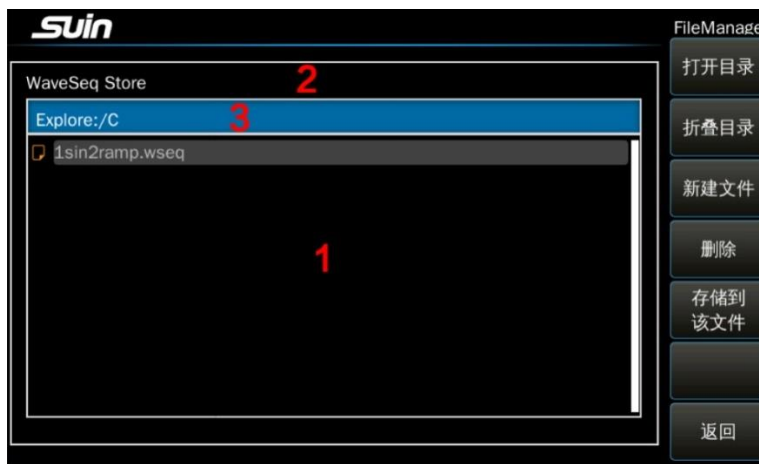 SUin
FileManage
WaveSeq Store
2
Explore:/C
3
1sin2ramp.wseq
1
打开目录
折叠目录
新建文件
删除
存储到
该文件
返回